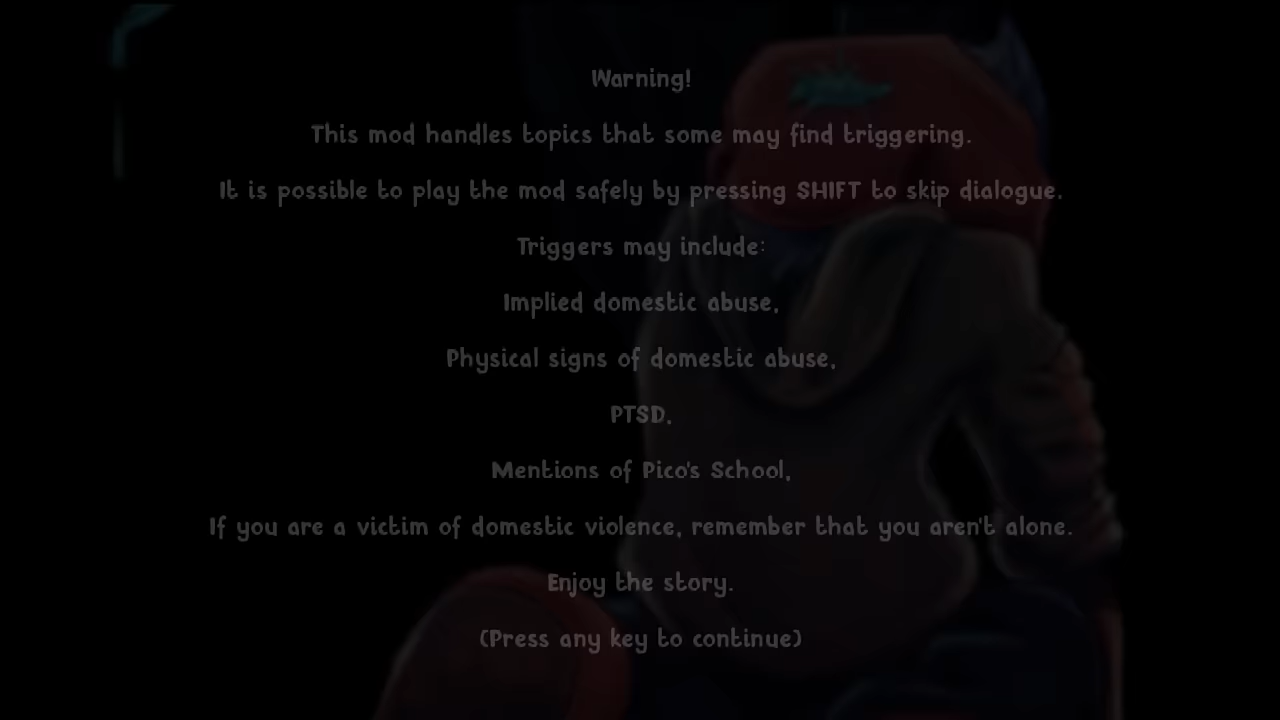 Warning!
This mod handles topics that some may find triggering.
It is possible to play the mod safely by pressing SHIFT to skip dialogue.
Triggers may include:
Implied domestic abuse,
Physical signs of domestic abuse,
PTSD,
Mentions of Pico's School,
If you are a victim of domestic violence, remember that you aren't alone.
Enjoy the story.
(Press any key to continue)